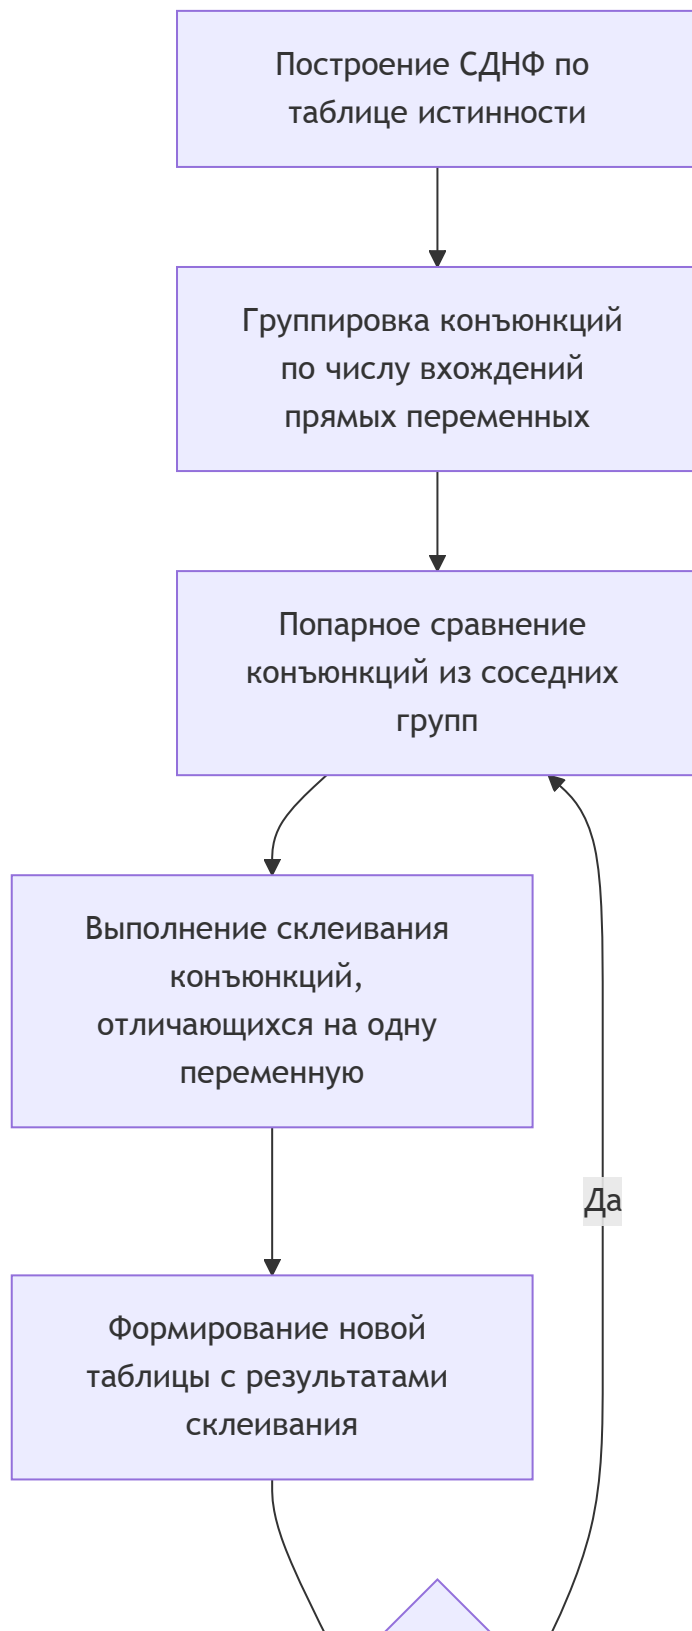 Построение СДНФ по
таблице истинности
Группировка конъюнкций
по числу вхождений
прямых переменных
Попарное сравнение
конъюнкций из соседних
групп
Выполнение склеивания
конъюнкций,
отличающихся на одну
переменную
Да
Формирование новой
таблицы с результатами
склеивания